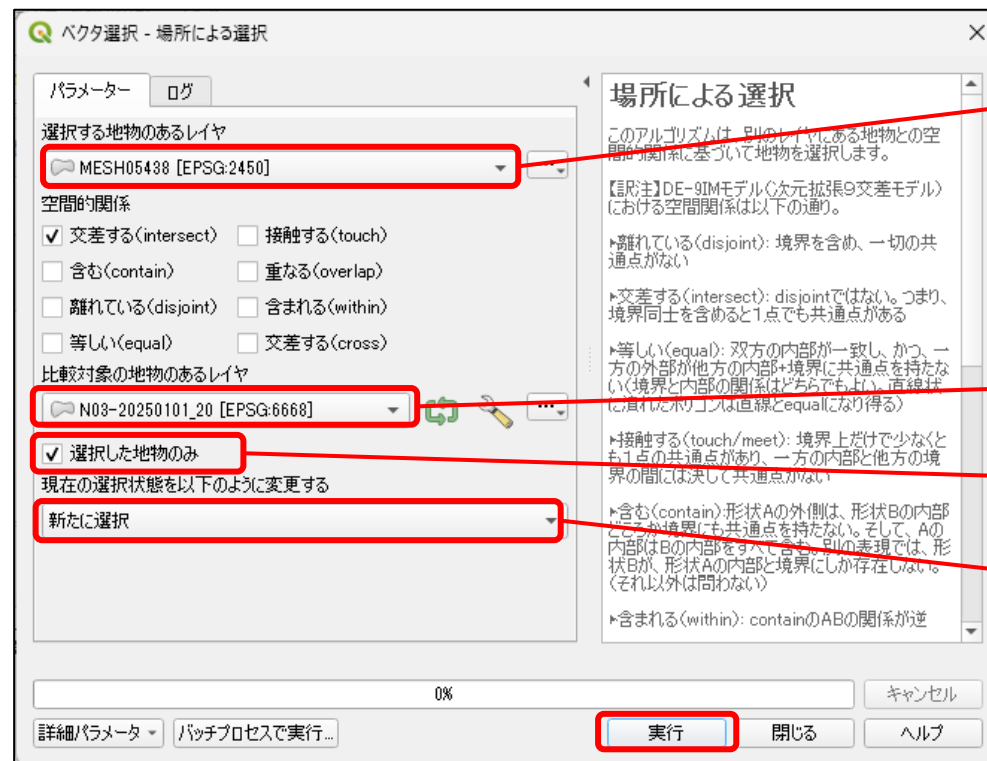 ベクタ選択 - 場所による選択
パラメーター
ログ
選択する地物のあるレイヤ
MESH05438 [EPSG:2450]
空間的関係
交差する(intersect)
接触する(touch)
含む(contain)
重なる(overlap)
離れている(disjoint)
含まれる(within)
等しい(equal)
交差する(cross)
比較対象の地物のあるレイヤ
N03-20250101_20 [EPSG:6668]
選択した地物のみ
現在の選択状態を以下のように変更する
新たに選択
場所による選択
このアルゴリズムは、別のレイヤにある地物との空
間的関係に基づいて地物を選択します。
【訳注】DE-9IMモデル(次元拡張9交差モデル)
における空間関係は以下の通り。
▶離れている(disjoint): 境界を含め、一切の共
通点がない
▶交差する(intersect): disjointではない。つまり、
境界同士を含めると1点でも共通点がある
▶等しい(equal): 双方の内部が一致し、かつ、一
方の外部が他方の内部+境界に共通点を持たな
い(境界と内部の関係はどちらでもよい。直線状
に潰れたポリゴンは直線とequalになり得る)
▶接触する(touch/meet): 境界上だけで少なくと
も1点の共通点があり、一方の内部と他方の境
界の間には決して共通点がない
▶含む(contain):形状Aの外側は、形状Bの内部
どころか境界にも共通点を持たない。そして、Aの
内部はBの内部をすべて含む。別の表現では、形
状Bが、形状Aの内部と境界にしか存在しない。
(それ以外は問わない)
▶含まれる(within): containのABの関係が逆
0%
キャンセル
詳細パラメータ
バッチプロセスで実行...
実行
閉じる
ヘルプ